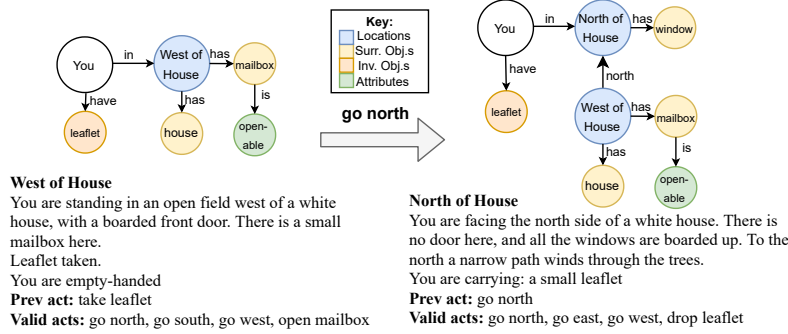 You
in
West of
House
has
mailbox
have
has
is
leaflet
house
open-
able
Key:
Locations
Surr. Obj.s
Inv. Obj.s
Attributes
go north
You
in
North of
House
has
window
have
north
leaflet
West of
House
has
mailbox
has
is
house
open-
able
West of House
You are standing in an open field west of a white
house, with a boarded front door. There is a small
mailbox here.
Leaflet taken.
You are empty-handed
Prev act: take leaflet
Valid acts: go north, go south, go west, open mailbox
North of House
You are facing the north side of a white house. There is
no door here, and all the windows are boarded up. To the
north a narrow path winds through the trees.
You are carrying: a small leaflet
Prev act: go north
Valid acts: go north, go east, go west, drop leaflet